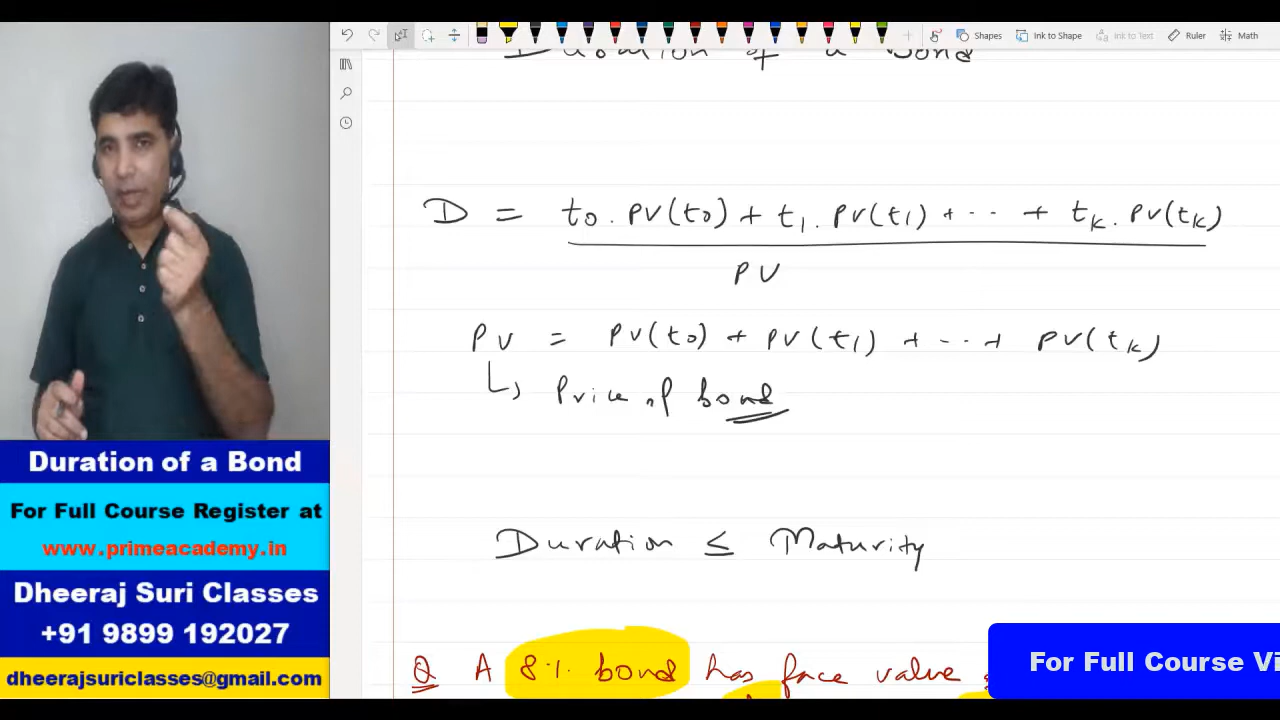 Shapes Ink to Shape Ink to Text Ruler Math
Duration of a Bond
D = t0. PV(t0) + t1. PV(t1) + -- + tk. PV(tk)
PV
PV = PV(t0) + PV(t1) + -- + PV(tk)
Price of bond
Duration ≤ Maturity
Q A 8% bond has face value
Duration of a Bond
For Full Course Register at
www.primeacademy.in
Dheeraj Suri Classes
+91 9899 192027
dheerajsuriclasses@gmail.com
For Full Course Vi